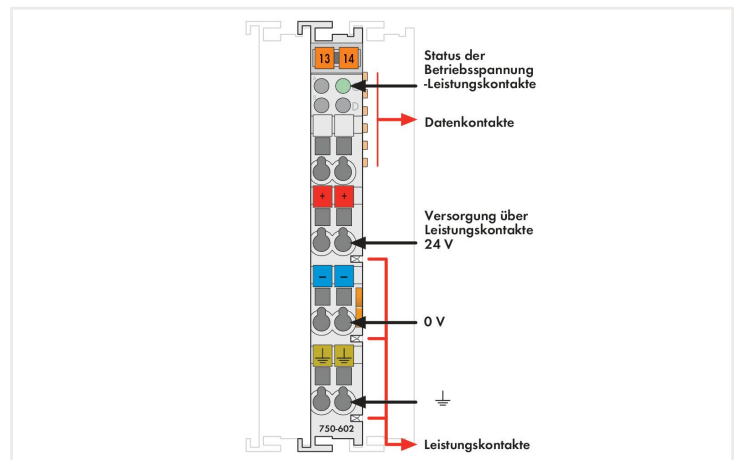 13 14
Status der
Betriebsspannung
-Leistungskontakte
Datenkontakte
+ +
Versorgung über
Leistungskontakte
24 V
− −
0 V
750-602
Leistungskontakte